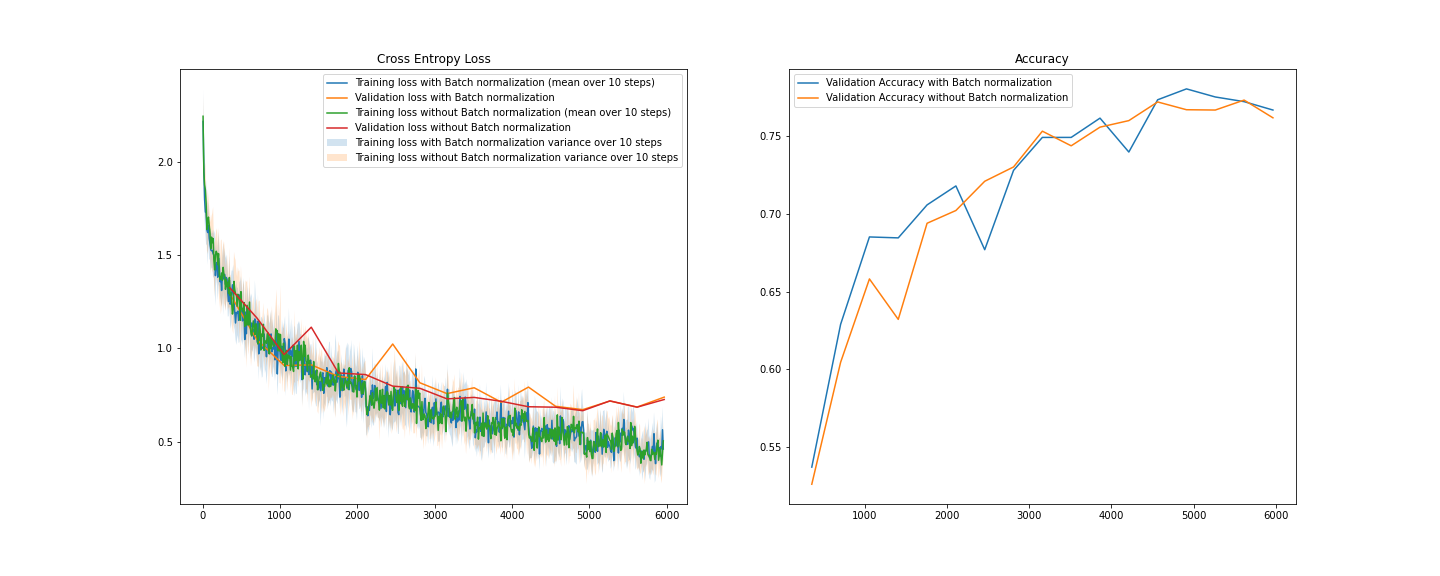 Cross Entropy Loss
Training loss with Batch normalization (mean over 10 steps)
Validation loss with Batch normalization
Training loss without Batch normalization (mean over 10 steps)
Validation loss without Batch normalization
Training loss with Batch normalization variance over 10 steps
Training loss without Batch normalization variance over 10 steps
2.0
1.5
1.0
0.5
0 1000 2000 3000 4000 5000 6000
Accuracy
Validation Accuracy with Batch normalization
Validation Accuracy without Batch normalization
0.75
0.70
0.65
0.60
0.55
1000 2000 3000 4000 5000 6000